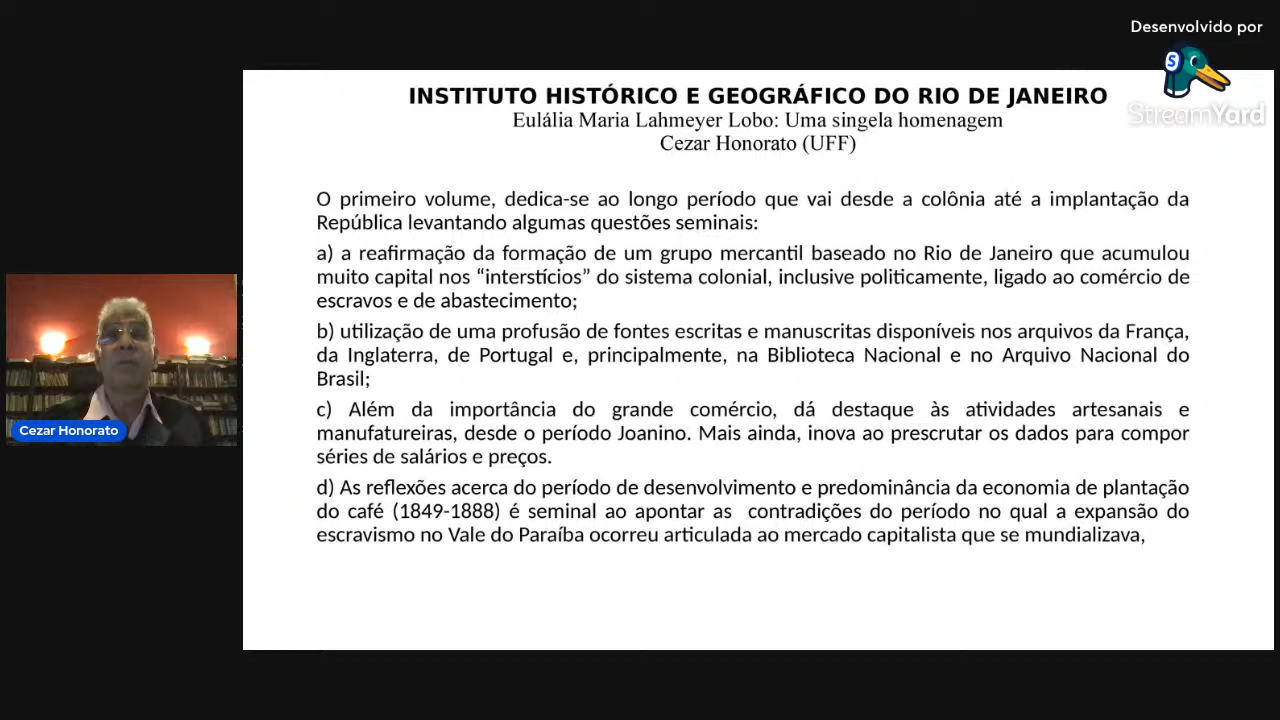 Desenvolvido por
StreamYard
INSTITUTO HISTÓRICO E GEOGRÁFICO DO RIO DE JANEIRO
Eulália Maria Lahmeyer Lobo: Uma singela homenagem
Cezar Honorato (UFF)
O primeiro volume, dedica-se ao longo período que vai desde a colônia até a implantação da
República levantando algumas questões seminais:
a) a reafirmação da formação de um grupo mercantil baseado no Rio de Janeiro que acumulou
muito capital nos “interstícios” do sistema colonial, inclusive politicamente, ligado ao comércio de
escravos e de abastecimento;
b) utilização de uma profusão de fontes escritas e manuscritas disponíveis nos arquivos da França,
da Inglaterra, de Portugal e, principalmente, na Biblioteca Nacional e no Arquivo Nacional do
Brasil;
c) Além da importância do grande comércio, dá destaque às atividades artesanais e
manufatureiras, desde o período Joanino. Mais ainda, inova ao prescrutar os dados para compor
séries de salários e preços.
d) As reflexões acerca do período de desenvolvimento e predominância da economia de plantação
do café (1849-1888) é seminal ao apontar as contradições do período no qual a expansão do
escravismo no Vale do Paraíba ocorreu articulada ao mercado capitalista que se mundializava,
Cezar Honorato